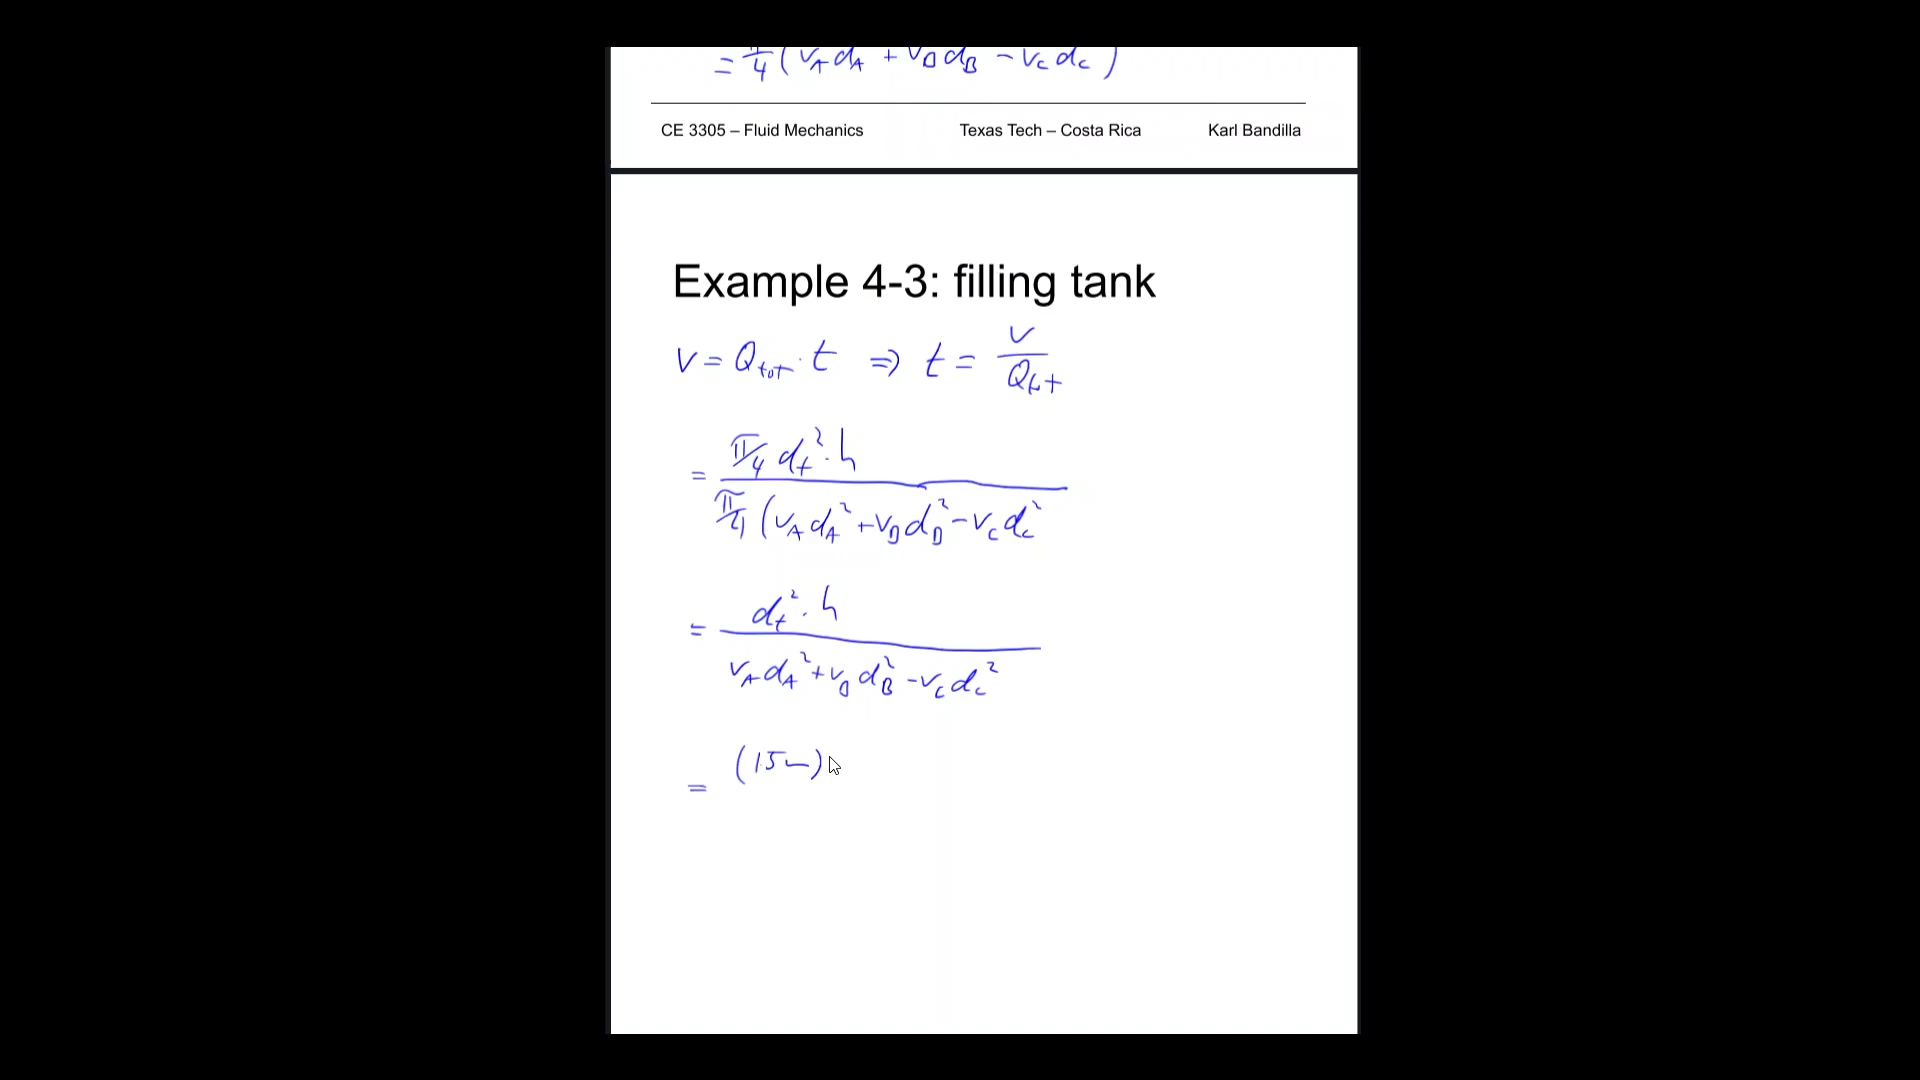 = π/4 (v_A d_A + v_B d_B - v_C d_C)
CE 3305 – Fluid Mechanics Texas Tech – Costa Rica Karl Bandilla
Example 4-3: filling tank
V = Q_tot · t ⇒ t = V / Q_tot
= π/4 d_t² · h / π/4 (v_A d_A² + v_B d_B² - v_C d_C²
= d_t² · h / v_A d_A² + v_B d_B² - v_C d_C²
= (15m)